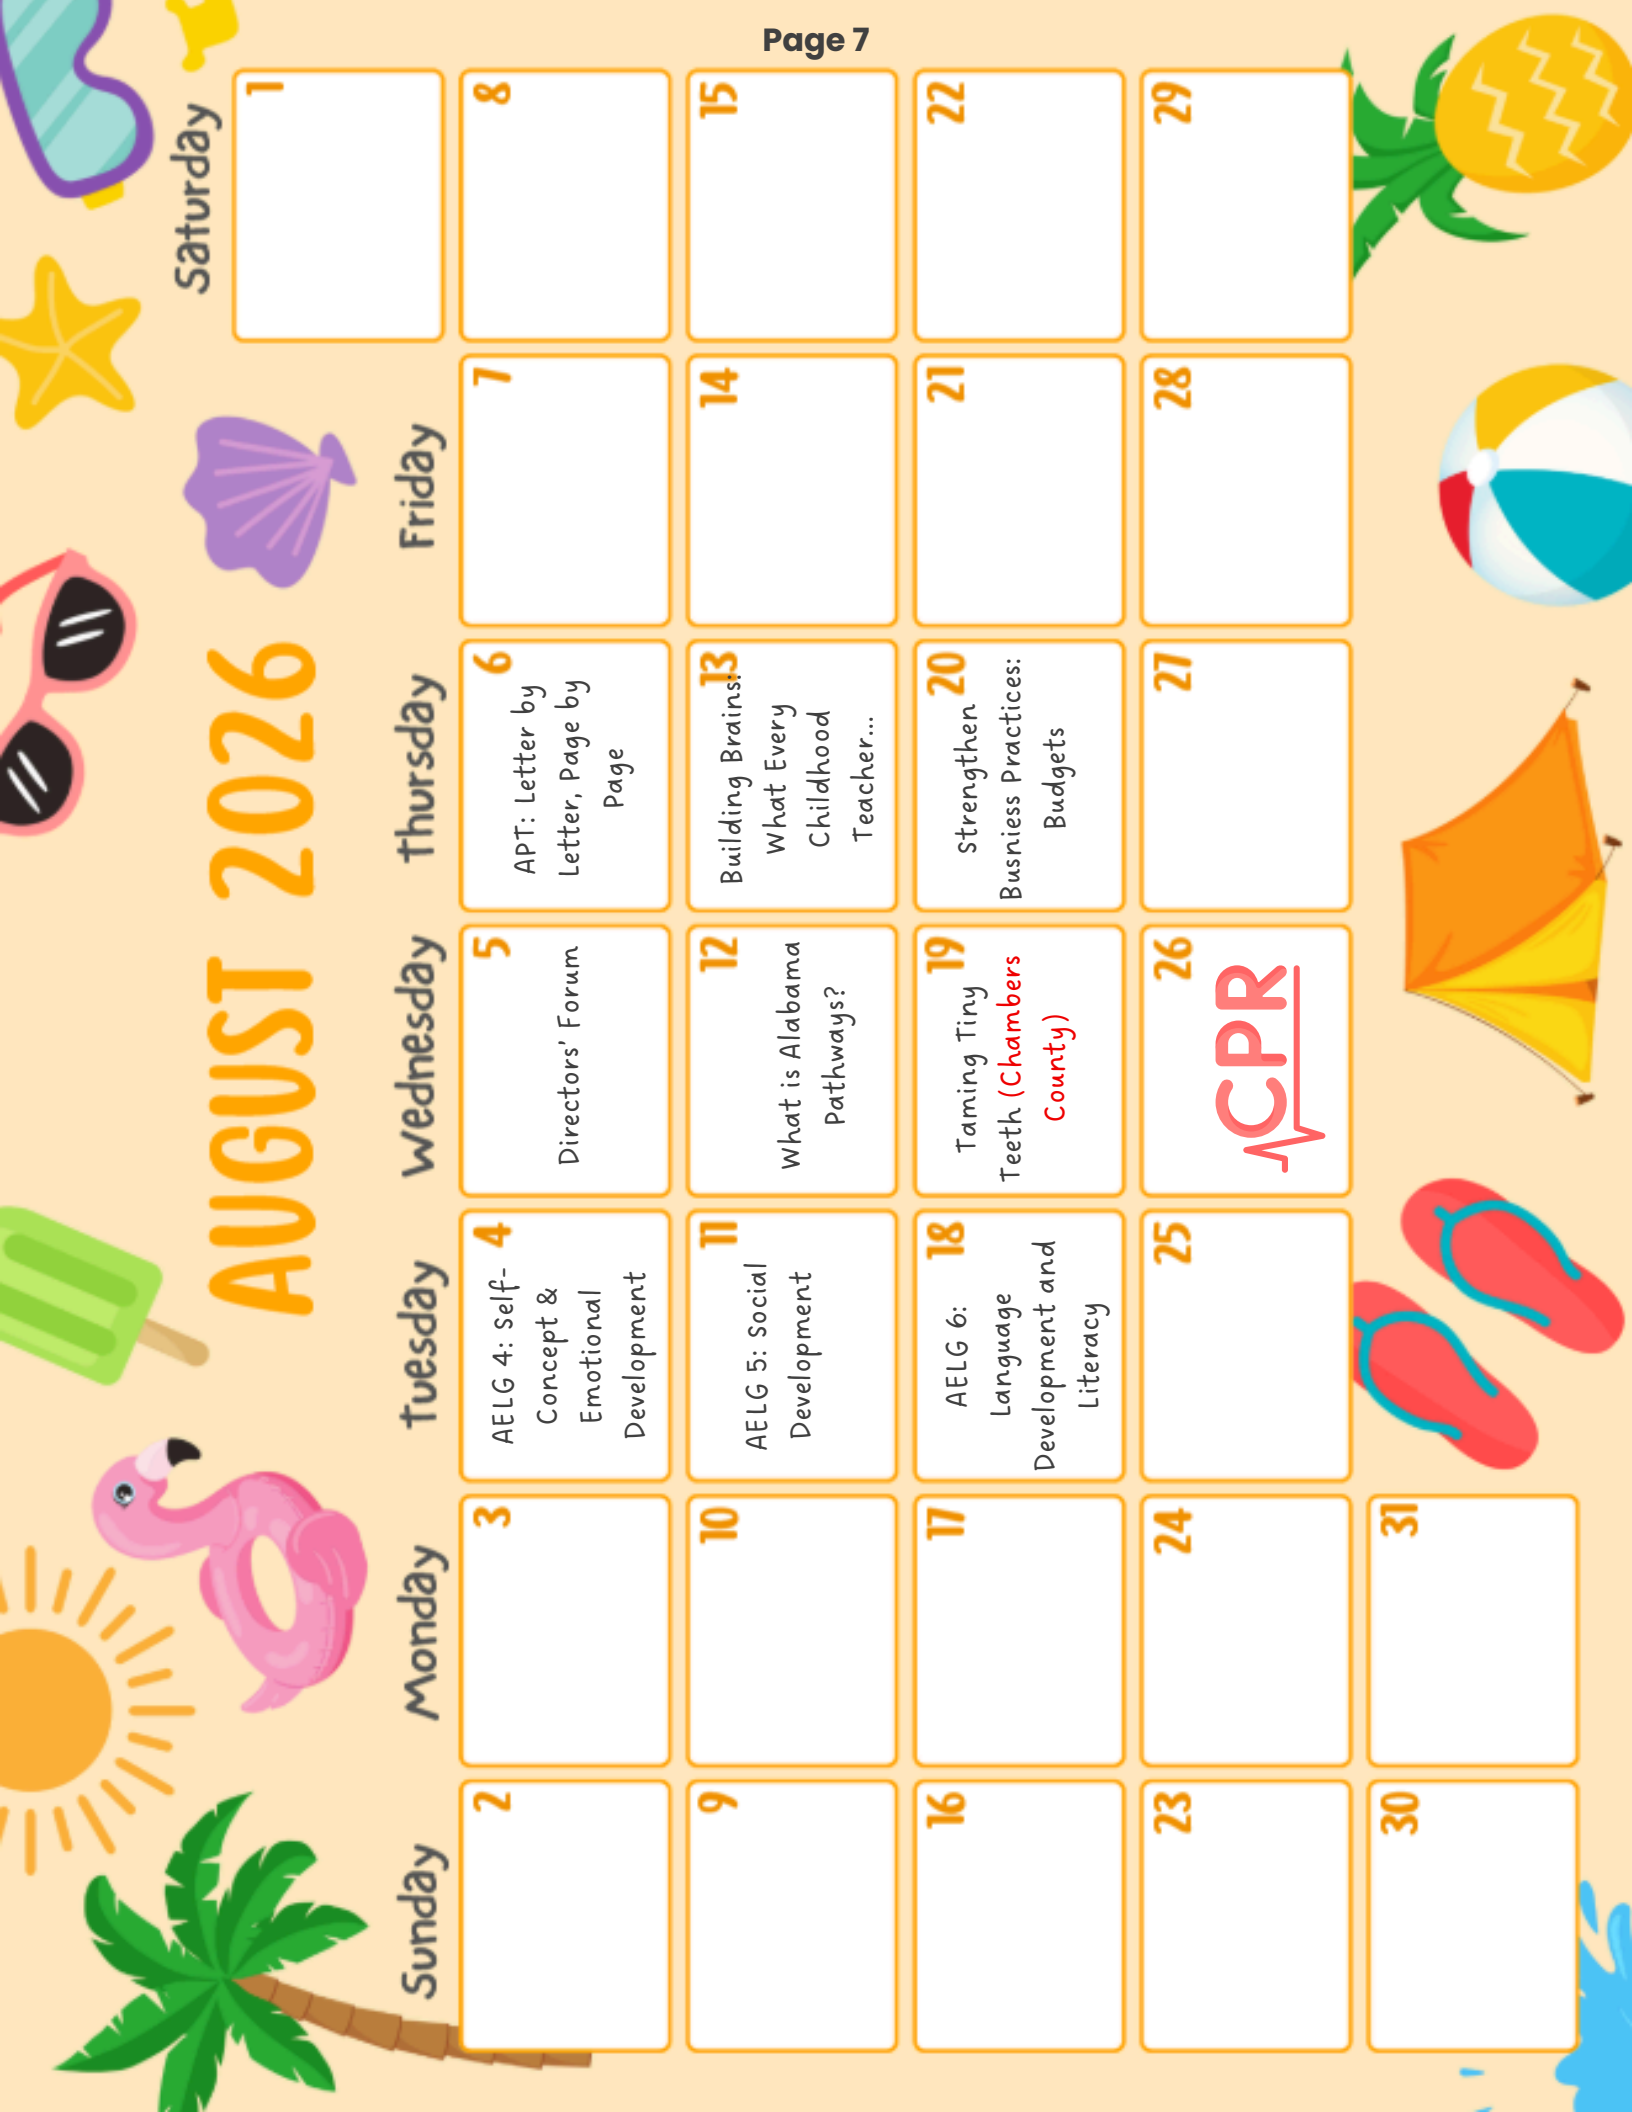 Page 7
AUGUST 2026
Sunday
Monday
Tuesday
Wednesday
Thursday
Friday
Saturday
1
2
3
4
AELG 4: Self-
Concept &
Emotional
Development
5
Directors' Forum
6
APT: Letter by
Letter, Page by
Page
7
8
9
10
11
AELG 5: Social
Development
12
What is Alabama
Pathways?
13
Building Brains:
What Every
Childhood
Teacher...
14
15
16
17
18
AELG 6:
Language
Development and
Literacy
19
Taming Tiny
Teeth (Chambers
County)
20
Strengthen
Busniess Practices:
Budgets
21
22
23
24
25
26
CPR
27
28
29
30
31